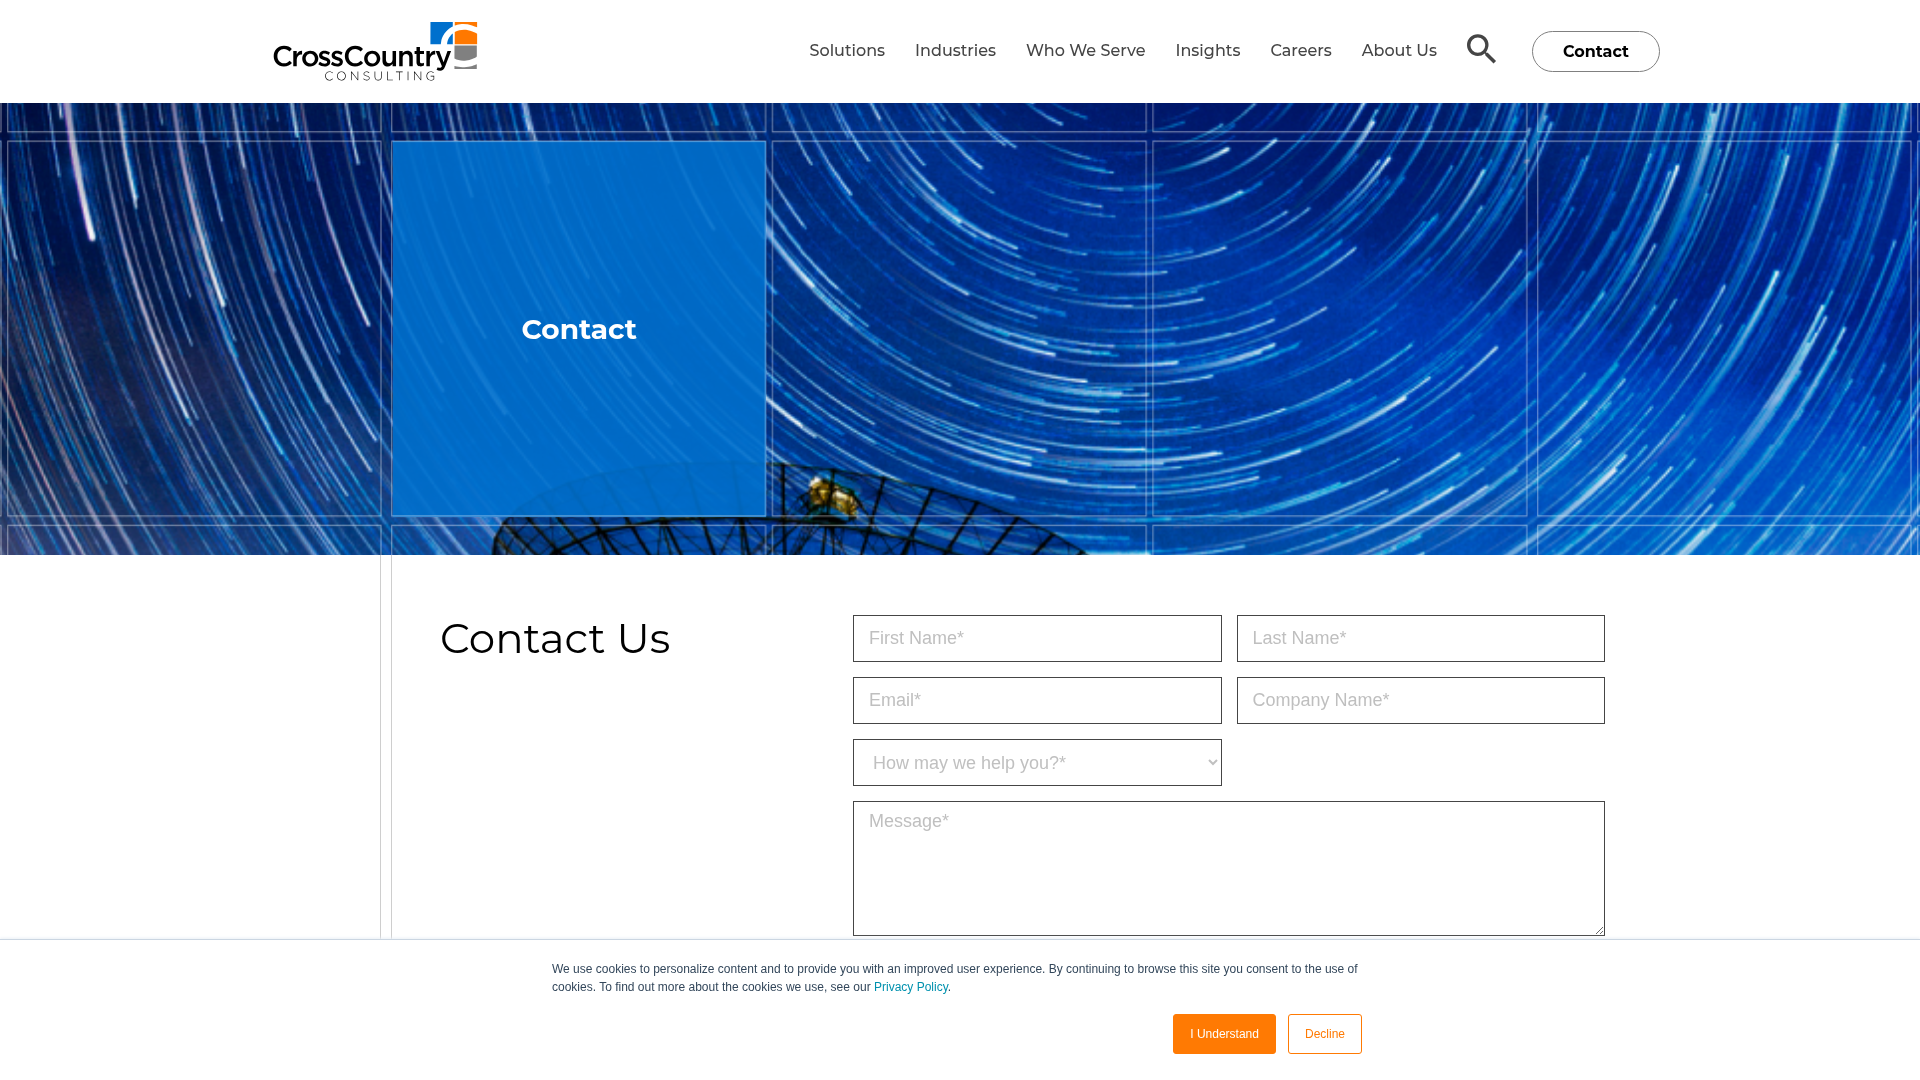 CrossCountry
CONSULTING
Solutions
Industries
Who We Serve
Insights
Careers
About Us
Contact
Contact
Contact Us
First Name*
Last Name*
Email*
Company Name*
How may we help you?*
Message*
We use cookies to personalize content and to provide you with an improved user experience. By continuing to browse this site you consent to the use of
cookies. To find out more about the cookies we use, see our Privacy Policy.
I Understand
Decline